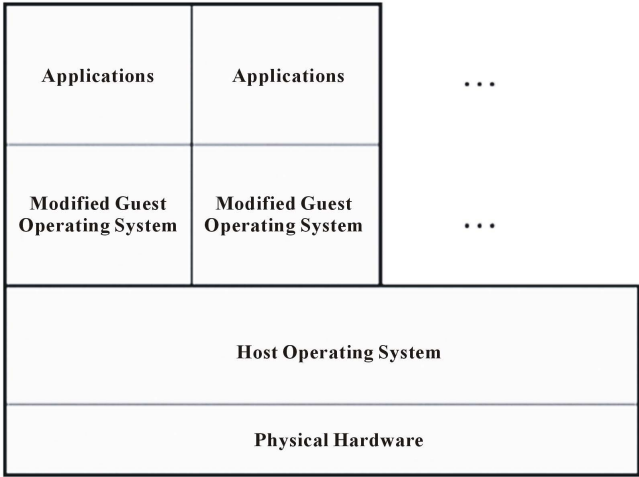 Applications
Applications
...
Modified Guest
Operating System
Modified Guest
Operating System
...
Host Operating System
Physical Hardware